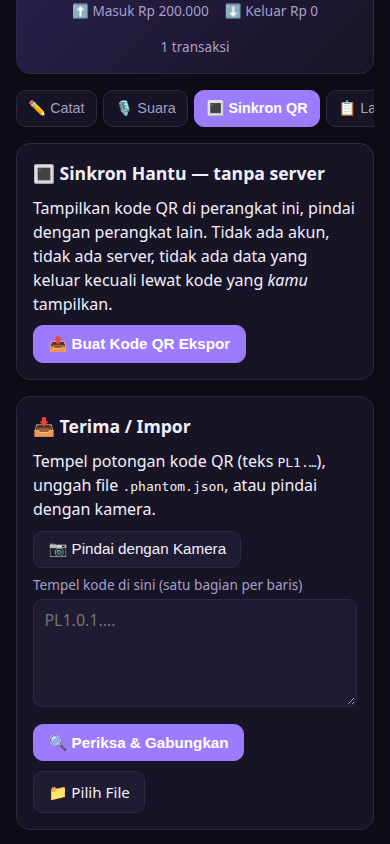 ⬆️ Masuk Rp 200.000 ⬇️ Keluar Rp 0
1 transaksi
✏️ Catat 🎙️ Suara 🔳 Sinkron QR 📋 La
🔳 Sinkron Hantu — tanpa server
Tampilkan kode QR di perangkat ini, pindai
dengan perangkat lain. Tidak ada akun,
tidak ada server, tidak ada data yang
keluar kecuali lewat kode yang kamu
tampilkan.
📤 Buat Kode QR Ekspor
📥 Terima / Impor
Tempel potongan kode QR (teks PL1.…),
unggah file .phantom.json, atau pindai
dengan kamera.
📷 Pindai dengan Kamera
Tempel kode di sini (satu bagian per baris)
PL1.0.1....
🔍 Periksa & Gabungkan
📁 Pilih File